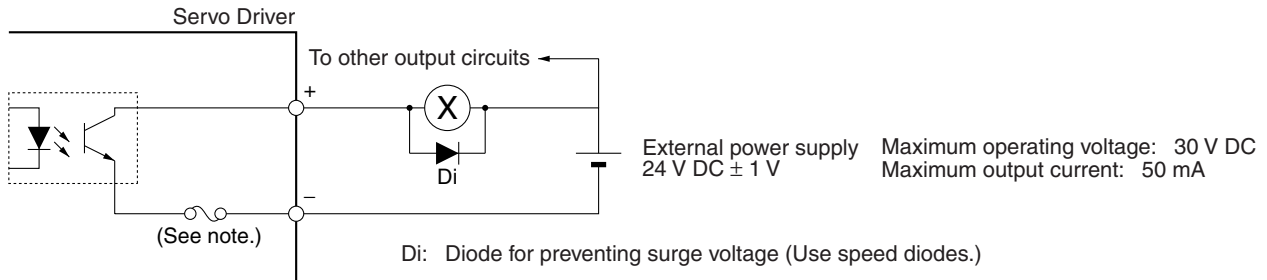 Servo Driver
To other output circuits
+
X
Di
External power supply
24 V DC ± 1 V
Maximum operating voltage: 30 V DC
Maximum output current: 50 mA
–
(See note.)
Di: Diode for preventing surge voltage (Use speed diodes.)